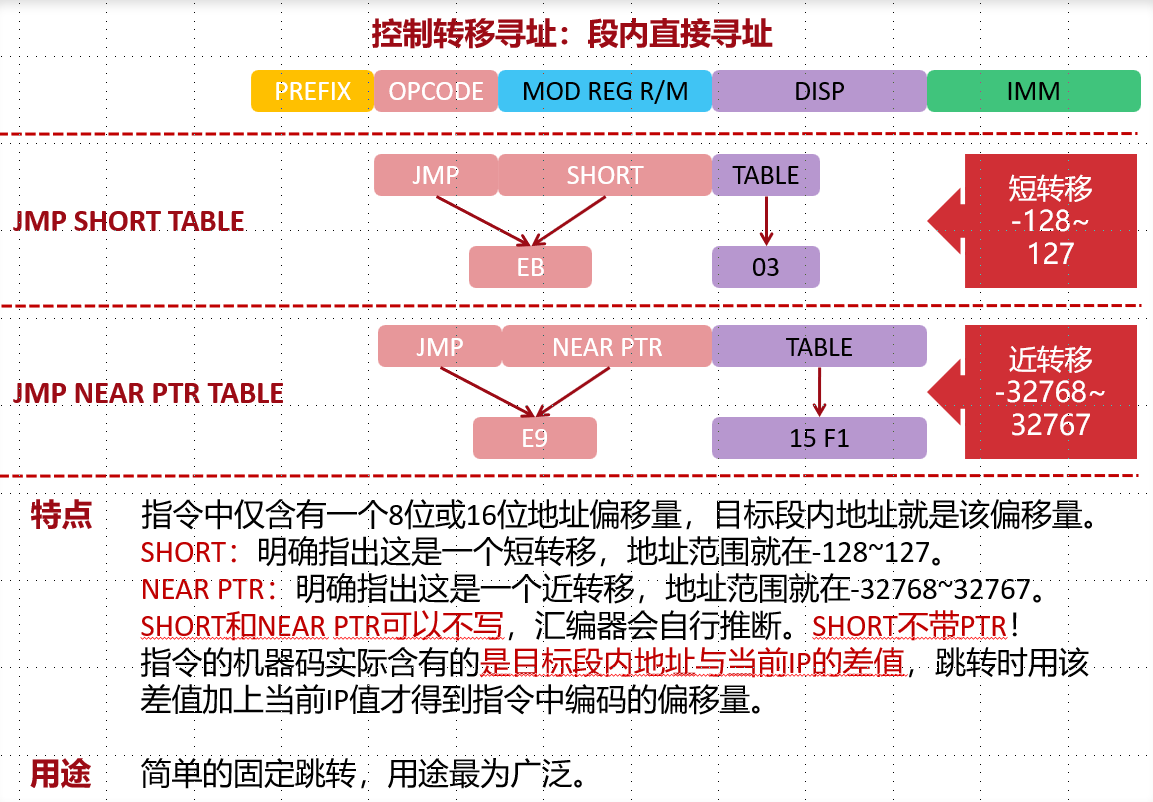 控制转移寻址：段内直接寻址
PREFIX OPCODE MOD REG R/M DISP IMM
JMP SHORT TABLE
JMP SHORT TABLE
EB 03
短转移
-128~
127
JMP NEAR PTR TABLE
JMP NEAR PTR TABLE
E9 15 F1
近转移
-32768~
32767
特点 指令中仅含有一个8位或16位地址偏移量，目标段内地址就是该偏移量。
SHORT：明确指出这是一个短转移，地址范围就在-128~127。
NEAR PTR：明确指出这是一个近转移，地址范围就在-32768~32767。
SHORT和NEAR PTR可以不写，汇编器会自行推断。SHORT不带PTR！
指令的机器码实际含有的是目标段内地址与当前IP的差值，跳转时用该
差值加上当前IP值才得到指令中编码的偏移量。
用途 简单的固定跳转，用途最为广泛。